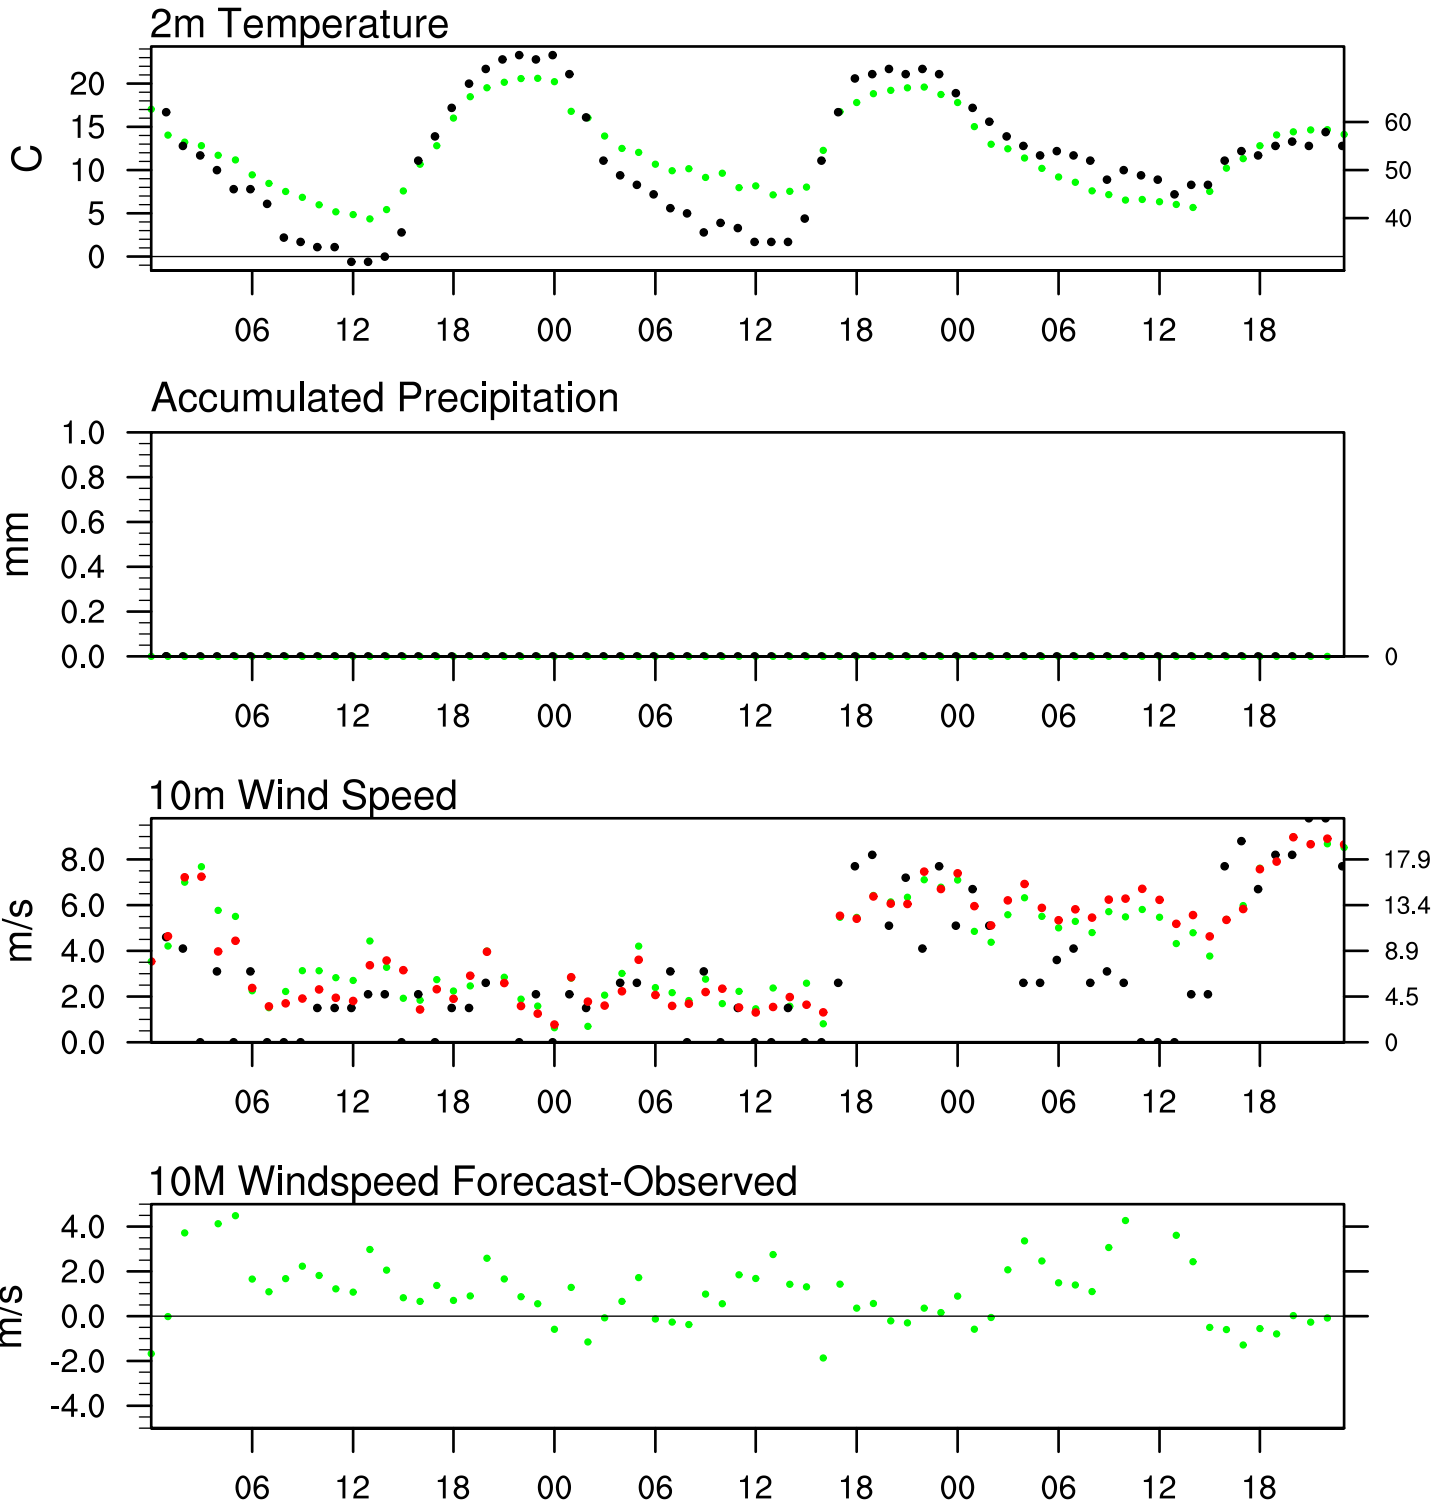 2m Temperature
C
20
15
10
5
0
60
50
40
06 12 18 00 06 12 18 00 06 12 18
Accumulated Precipitation
mm
1.0
0.8
0.6
0.4
0.2
0.0
0
06 12 18 00 06 12 18 00 06 12 18
10m Wind Speed
m/s
8.0
6.0
4.0
2.0
0.0
17.9
13.4
8.9
4.5
0
06 12 18 00 06 12 18 00 06 12 18
10M Windspeed Forecast-Observed
m/s
4.0
2.0
0.0
-2.0
-4.0
06 12 18 00 06 12 18 00 06 12 18